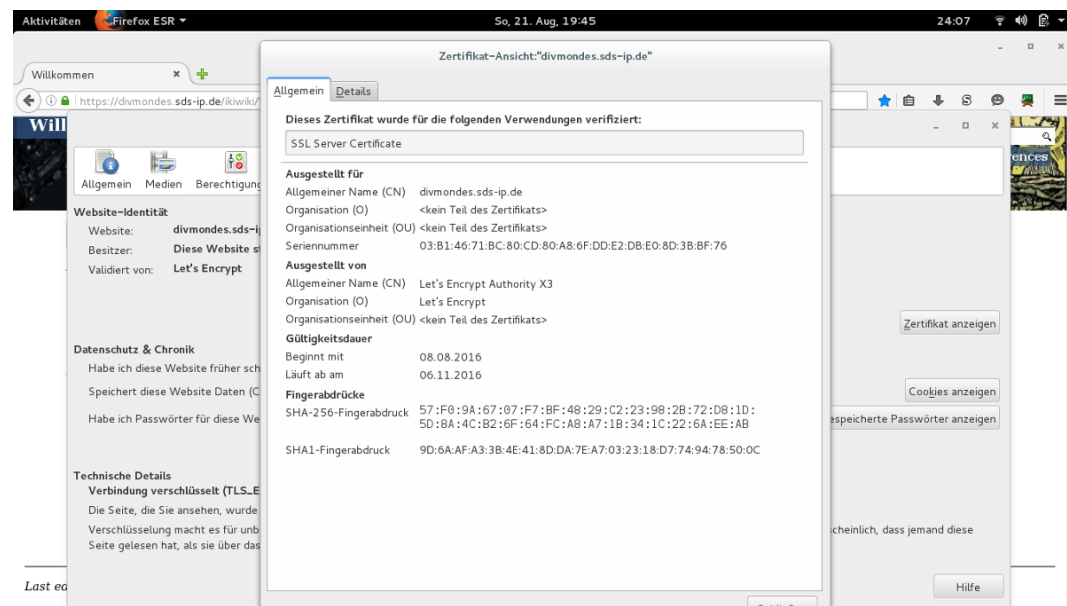 Aktivitäten Firefox ESR So, 21. Aug, 19:45 24:07
Zertifikat-Ansicht:"divmondes.sds-ip.de"
Willkommen
Allgemein Details
https://divmondes.sds-ip.de/ikiwiki/
Dieses Zertifikat wurde für die folgenden Verwendungen verifiziert:
SSL Server Certificate
ences
Allgemein Medien Berechtigung
Ausgestellt für
Allgemeiner Name (CN) divmondes.sds-ip.de
Organisation (O) <kein Teil des Zertifikats>
Organisationseinheit (OU) <kein Teil des Zertifikats>
Seriennummer 03:B1:46:71:BC:80:CD:80:A8:6F:DD:E2:DB:E0:8D:3B:BF:76
Ausgestellt von
Allgemeiner Name (CN) Let's Encrypt Authority X3
Organisation (O) Let's Encrypt
Organisationseinheit (OU) <kein Teil des Zertifikats>
Gültigkeitsdauer
Beginnt mit 08.08.2016
Läuft ab am 06.11.2016
Fingerabdrücke
SHA-256-Fingerabdruck 57:F0:9A:67:07:F7:BF:48:29:C2:23:98:2B:72:D8:1D:
5D:8A:4C:B2:6F:64:FC:A8:A7:1B:34:1C:22:6A:EE:AB
SHA1-Fingerabdruck 9D:6A:AF:A3:3B:4E:41:8D:DA:7E:A7:03:23:18:D7:74:94:78:50:0C
Will
Website-Identität
Website: divmondes.sds-i
Besitzer: Diese Website s
Validiert von: Let's Encrypt
Zertifikat anzeigen
Datenschutz & Chronik
Habe ich diese Website früher sch
Speichert diese Website Daten (C
Cookies anzeigen
Habe ich Passwörter für diese We
espeicherte Passwörter anzeigen
Technische Details
Verbindung verschlüsselt (TLS_E
Die Seite, die Sie ansehen, wurde
Verschlüsselung macht es für unb
scheinlich, dass jemand diese
Seite gelesen hat, als sie über das
Hilfe
Last ed